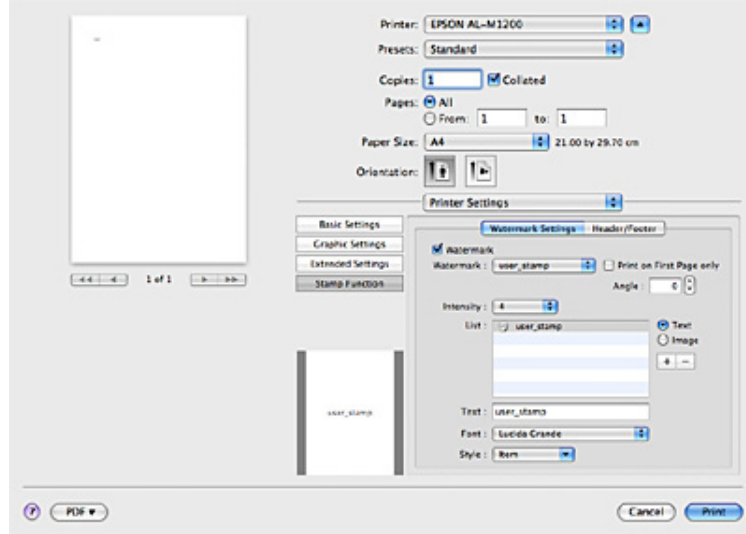 Printer: EPSON AL-M1200
Presets: Standard
Copies: 1 Collated
Pages: All
From: 1 to: 1
Paper Size: A4 21.00 by 29.70 cm
Orientation:
Printer Settings
Basic Settings
Graphic Settings
Extended Settings
Stamp Function
1 of 1
user_stamp
Watermark Settings Header/Footer
Watermark
Watermark : user_stamp Print on First Page only
Angle : 0
Intensity : 4
List : user_stamp Text
Image
+ −
Text : user_stamp
Font : Lucida Grande
Style : Item
? PDF ▾ Cancel Print